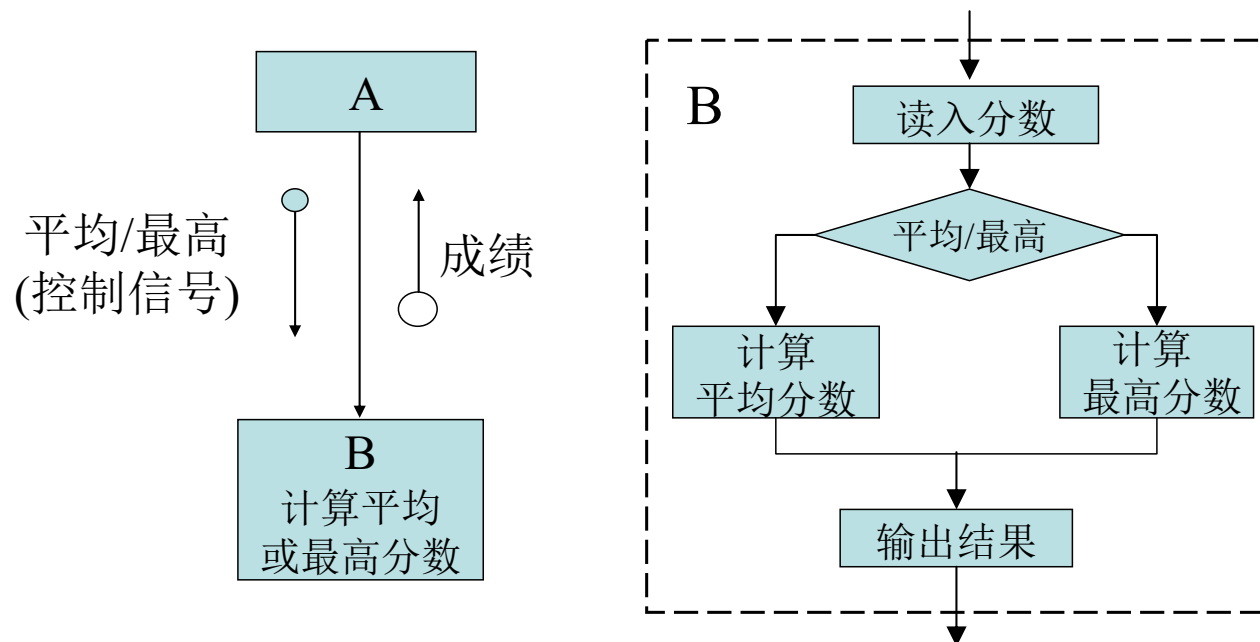 A
平均/最高
(控制信号)
成绩
B
计算平均
或最高分数
B
读入分数
平均/最高
计算
平均分数
计算
最高分数
输出结果